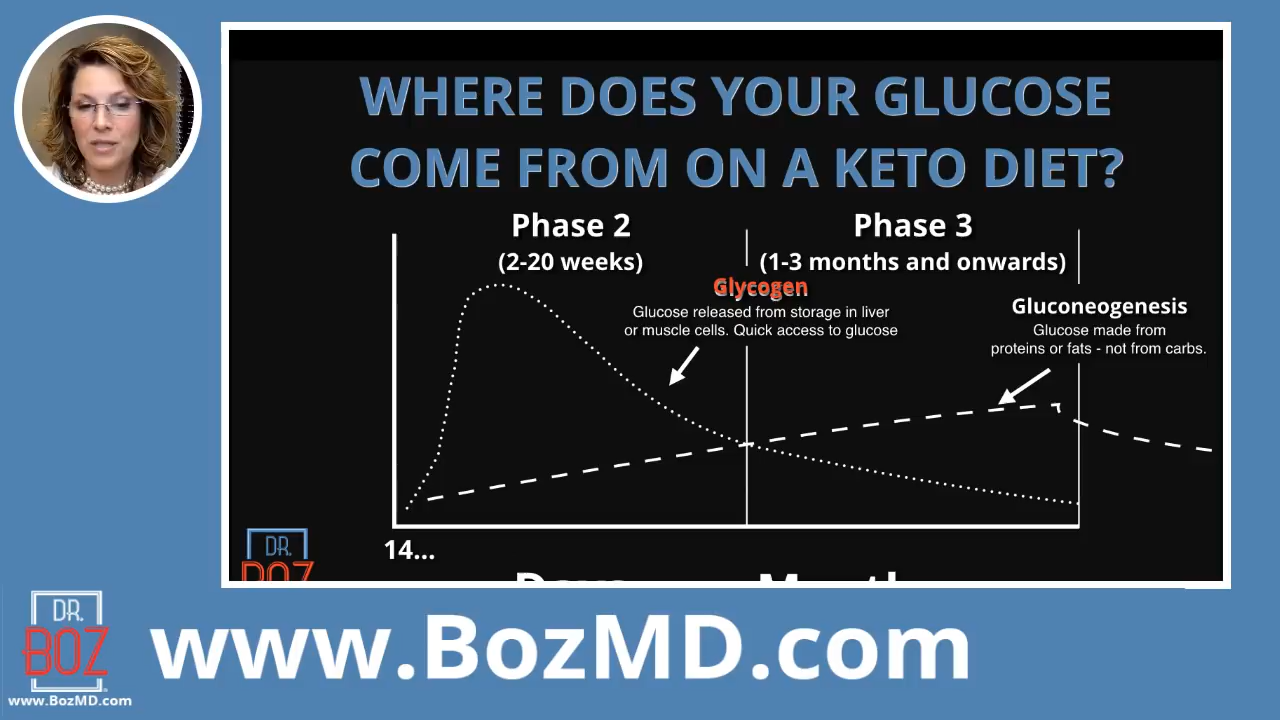 WHERE DOES YOUR GLUCOSE
COME FROM ON A KETO DIET?
Phase 2
(2-20 weeks)
Phase 3
(1-3 months and onwards)
Glycogen
Glucose released from storage in liver
or muscle cells. Quick access to glucose
Gluconeogenesis
Glucose made from
proteins or fats - not from carbs.
14...
DR.
BOZ
DR.
BOZ
www.BozMD.com
www.BozMD.com